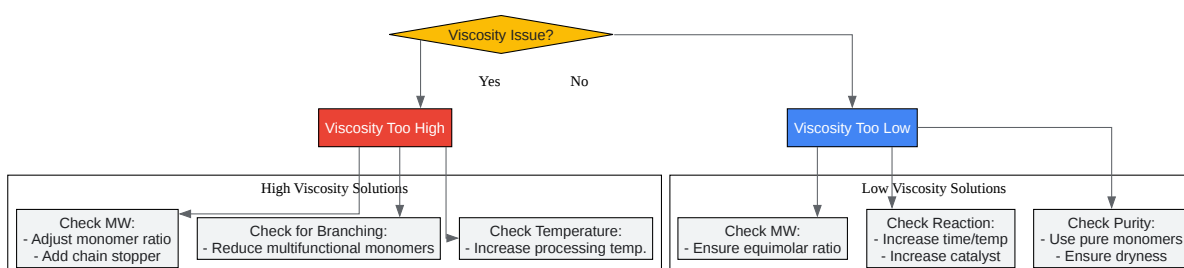 Viscosity Issue?
Yes
No
Viscosity Too High
Viscosity Too Low
High Viscosity Solutions
Check MW:
- Adjust monomer ratio
- Add chain stopper
Check for Branching:
- Reduce multifunctional monomers
Check Temperature:
- Increase processing temp.
Low Viscosity Solutions
Check MW:
- Ensure equimolar ratio
Check Reaction:
- Increase time/temp
- Increase catalyst
Check Purity:
- Use pure monomers
- Ensure dryness